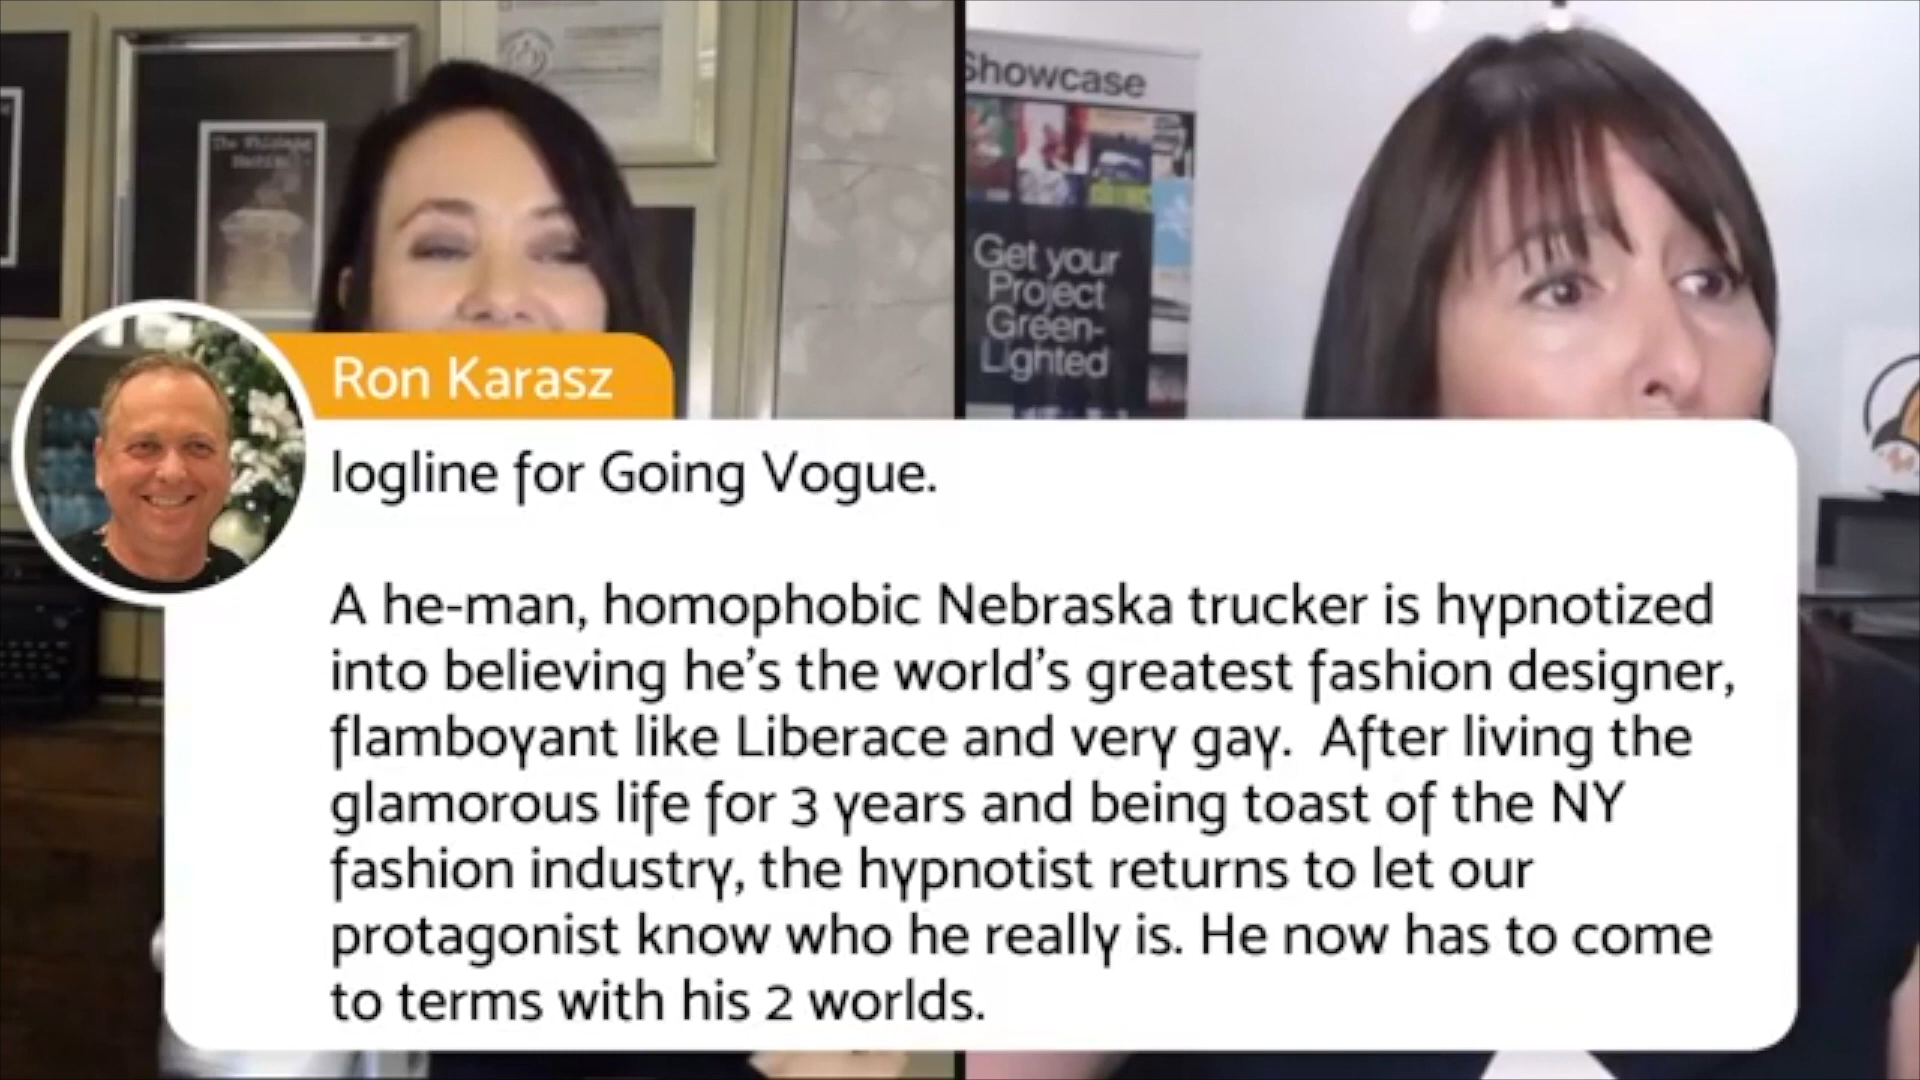 Showcase
Get your
Project
Green-
Lighted
Ron Karasz
logline for Going Vogue.
A he-man, homophobic Nebraska trucker is hypnotized
into believing he's the world's greatest fashion designer,
flamboyant like Liberace and very gay.  After living the
glamorous life for 3 years and being toast of the NY
fashion industry, the hypnotist returns to let our
protagonist know who he really is. He now has to come
to terms with his 2 worlds.